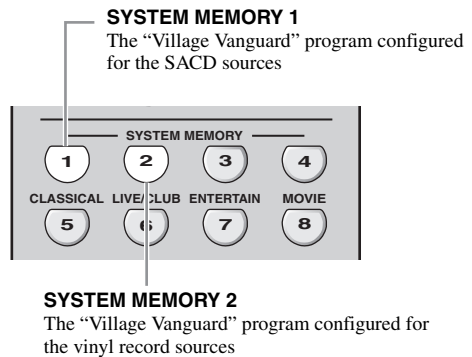 SYSTEM MEMORY 1
The “Village Vanguard” program configured
for the SACD sources
SYSTEM MEMORY
1 2 3 4
CLASSICAL LIVE/CLUB ENTERTAIN MOVIE
5 6 7 8
SYSTEM MEMORY 2
The “Village Vanguard” program configured for
the vinyl record sources